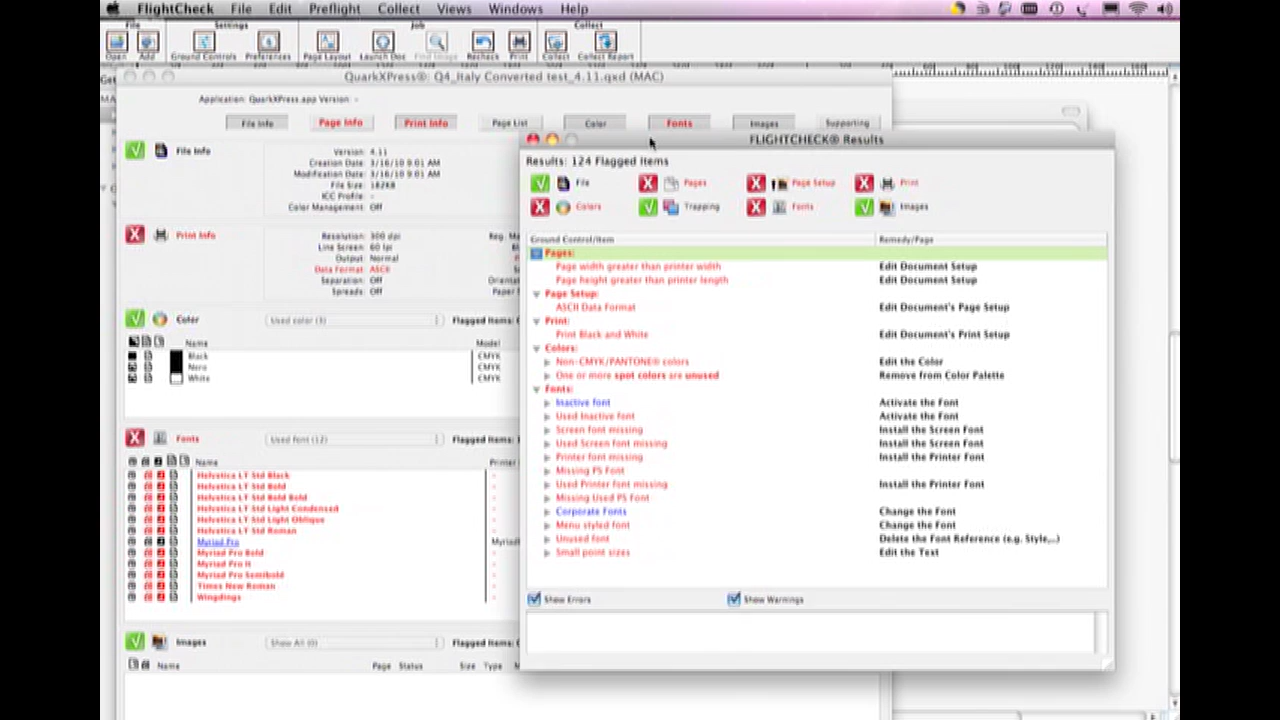 FlightCheck File Edit Preflight Collect Views Windows Help
File Settings Job Collect
Open Add Ground Controls Preferences Page Layout Launch Doc Find Image Recheck Print Collect Collect Report
QuarkXPress®: Q4_Italy Converted test_4.11.qxd (MAC)
Application: QuarkXPress.app Version: -
File Info Page Info Print Info Page List Color Fonts Images Supporting
File Info
Version: 4.11
Creation Date: 3/16/10 9:01 AM
Modification Date: 3/16/10 9:01 AM
File Size: 182KB
ICC Profile: -
Color Management: Off
Print Info
Resolution: 300 dpi
Line Screen: 60 lpi
Output: Normal
Data Format: ASCII
Separation: Off
Spreads: Off
Reg. Ma
Orientat
Paper
Color Used color (3) Flagged Items:
Name Model
Black CMYK
Nero CMYK
White CMYK
Fonts Used font (12) Flagged Items:
Name Printer
Helvetica LT Std Black -
Helvetica LT Std Bold -
Helvetica LT Std Bold Bold -
Helvetica LT Std Light Condensed -
Helvetica LT Std Light Oblique -
Helvetica LT Std Roman -
Myriad Pro Myriad
Myriad Pro Bold -
Myriad Pro It -
Myriad Pro Semibold -
Times New Roman -
Wingdings -
Images Show All (0) Flagged Items:
Name Page Status Size Type
FLIGHTCHECK® Results
Results: 124 Flagged Items
File Pages Page Setup Print
Colors Trapping Fonts Images
Ground Control/Item Remedy/Page
Pages:
Page width greater than printer width Edit Document Setup
Page height greater than printer length Edit Document Setup
Page Setup:
ASCII Data Format Edit Document's Page Setup
Print:
Print Black and White Edit Document's Print Setup
Colors:
Non-CMYK/PANTONE® colors Edit the Color
One or more spot colors are unused Remove from Color Palette
Fonts:
Inactive font Activate the Font
Used Inactive font Activate the Font
Screen font missing Install the Screen Font
Used Screen font missing Install the Screen Font
Printer font missing Install the Printer Font
Missing PS Font
Used Printer font missing Install the Printer Font
Missing Used PS Font
Corporate Fonts Change the Font
Menu styled font Change the Font
Unused font Delete the Font Reference (e.g. Style,..)
Small point sizes Edit the Text
Show Errors Show Warnings